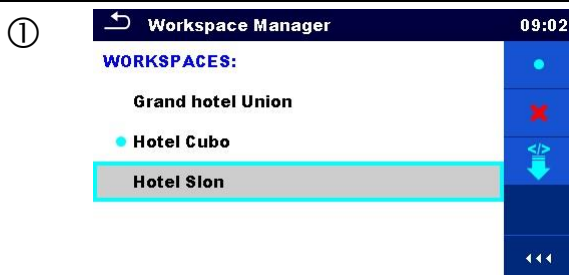 ①
Workspace Manager 09:02
WORKSPACES:
Grand hotel Union
Hotel Cubo
Hotel Slon